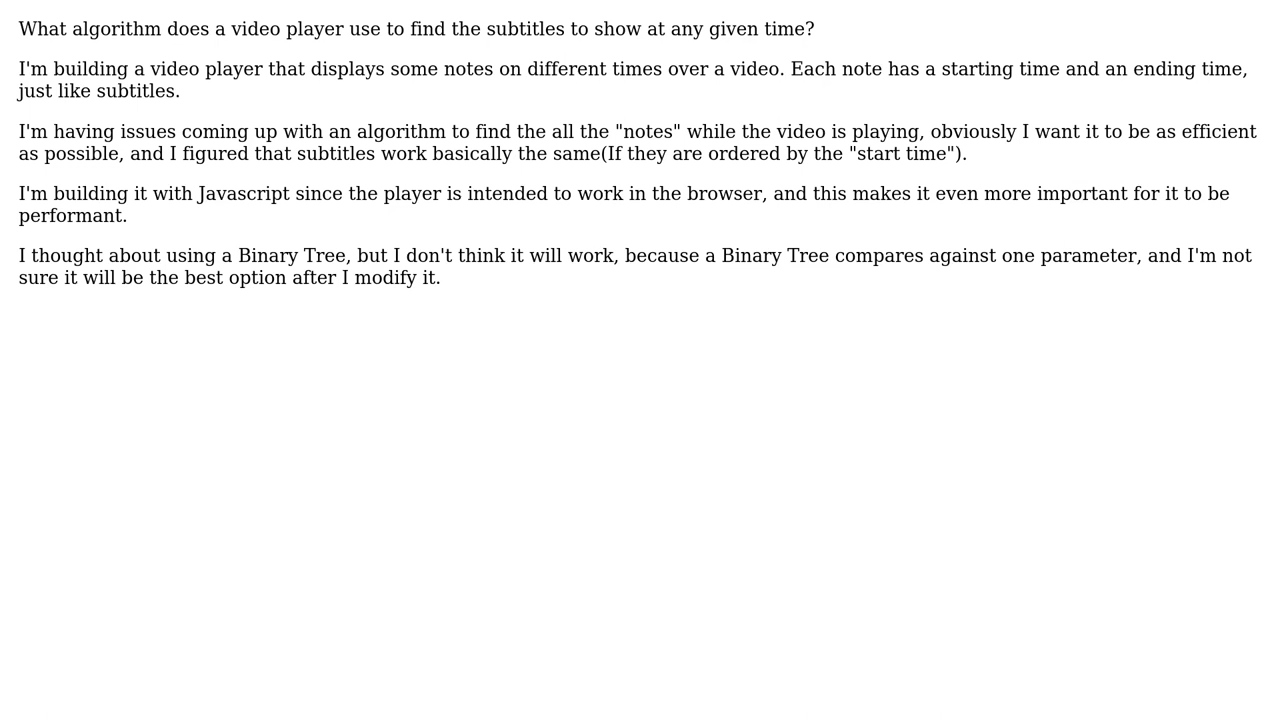 What algorithm does a video player use to find the subtitles to show at any given time?
I'm building a video player that displays some notes on different times over a video. Each note has a starting time and an ending time,
just like subtitles.
I'm having issues coming up with an algorithm to find the all the "notes" while the video is playing, obviously I want it to be as efficient
as possible, and I figured that subtitles work basically the same(If they are ordered by the "start time").
I'm building it with Javascript since the player is intended to work in the browser, and this makes it even more important for it to be
performant.
I thought about using a Binary Tree, but I don't think it will work, because a Binary Tree compares against one parameter, and I'm not
sure it will be the best option after I modify it.